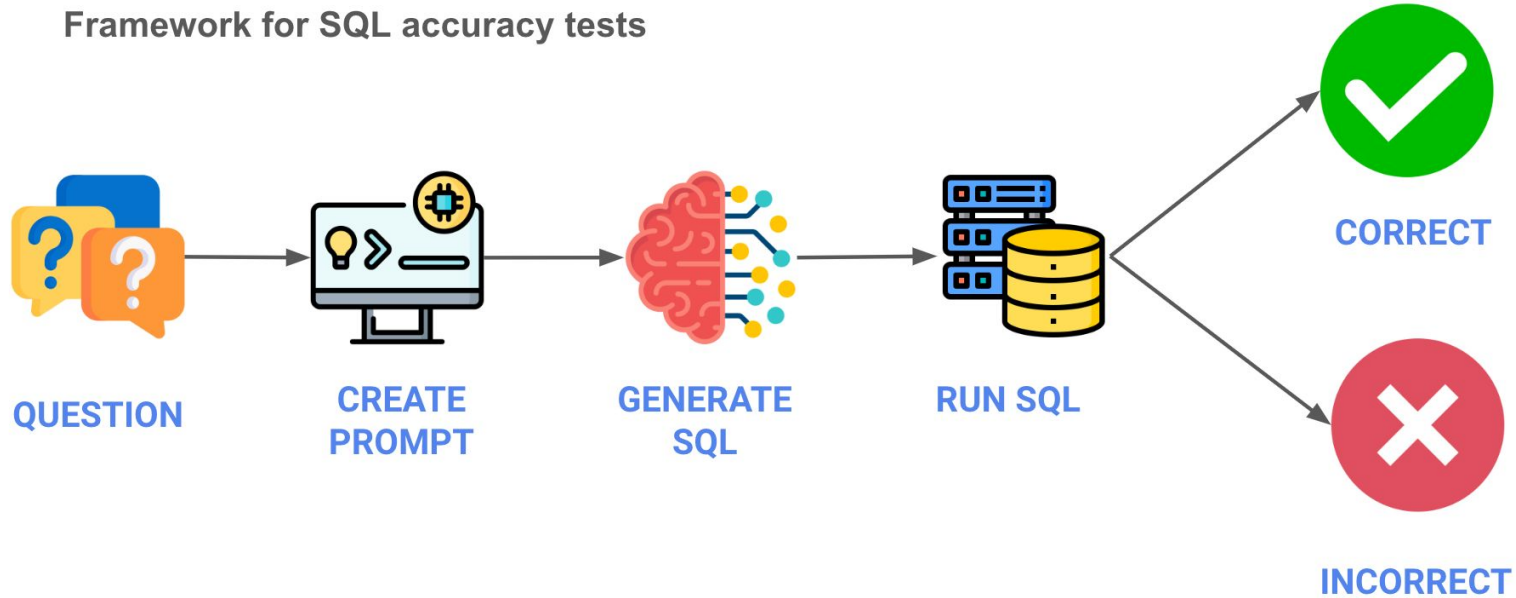 Framework for SQL accuracy tests
QUESTION
CREATE
PROMPT
GENERATE
SQL
RUN SQL
CORRECT
INCORRECT